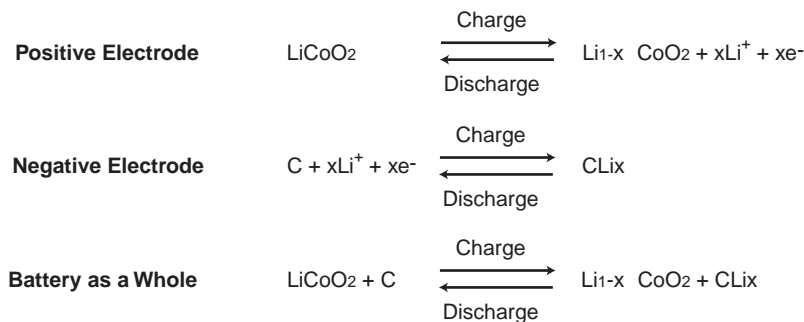 Charge
Positive Electrode LiCoO2 Li1-x CoO2 + xLi+ + xe-
Discharge
Charge
Negative Electrode C + xLi+ + xe- CLix
Discharge
Charge
Battery as a Whole LiCoO2 + C Li1-x CoO2 + CLix
Discharge